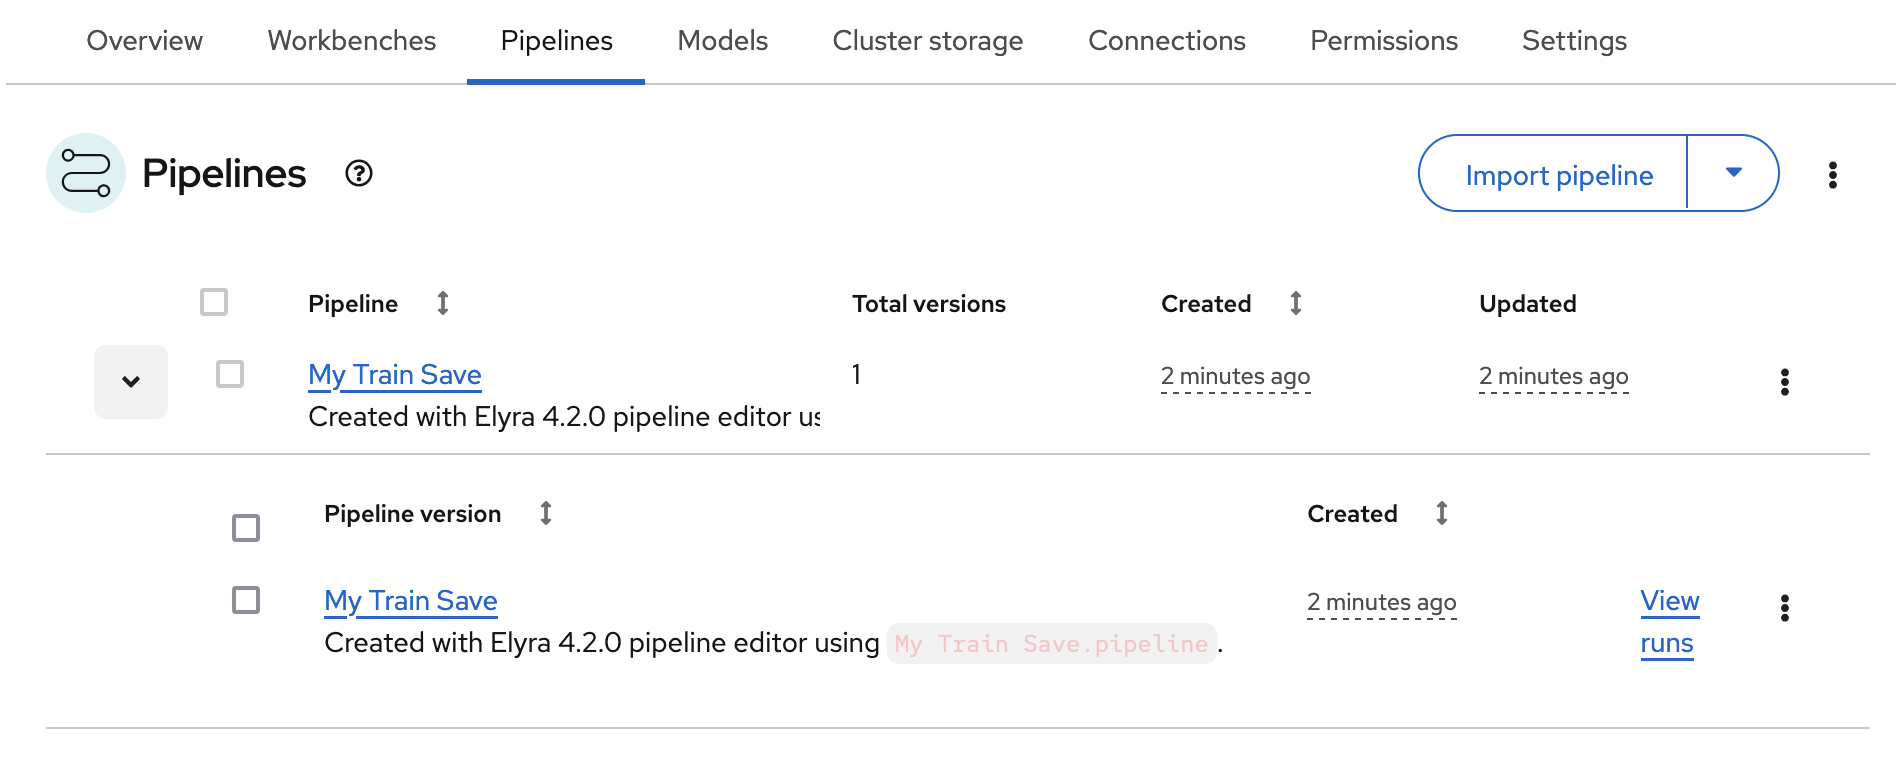 Overview Workbenches Pipelines Models Cluster storage Connections Permissions Settings
Pipelines
Import pipeline
Pipeline Total versions Created Updated
My Train Save 1 2 minutes ago 2 minutes ago
Created with Elyra 4.2.0 pipeline editor us
Pipeline version Created
My Train Save 2 minutes ago View
Created with Elyra 4.2.0 pipeline editor using My Train Save.pipeline. runs